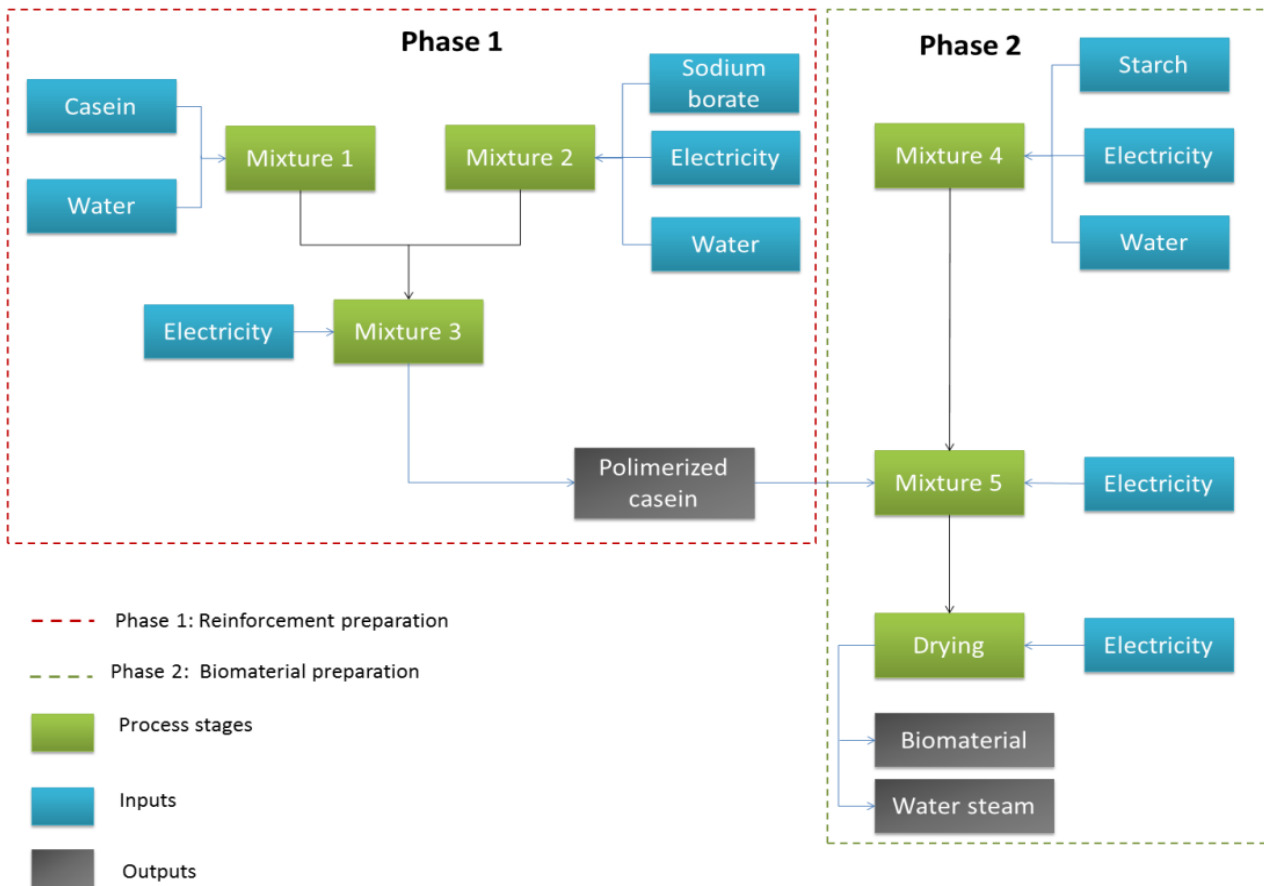 Phase 1
Casein
Water
Mixture 1
Mixture 2
Sodium
borate
Electricity
Water
Electricity
Mixture 3
Polimerized
casein
Phase 2
Starch
Mixture 4
Electricity
Water
Mixture 5
Electricity
Drying
Electricity
Biomaterial
Water steam
Phase 1: Reinforcement preparation
Phase 2: Biomaterial preparation
Process stages
Inputs
Outputs